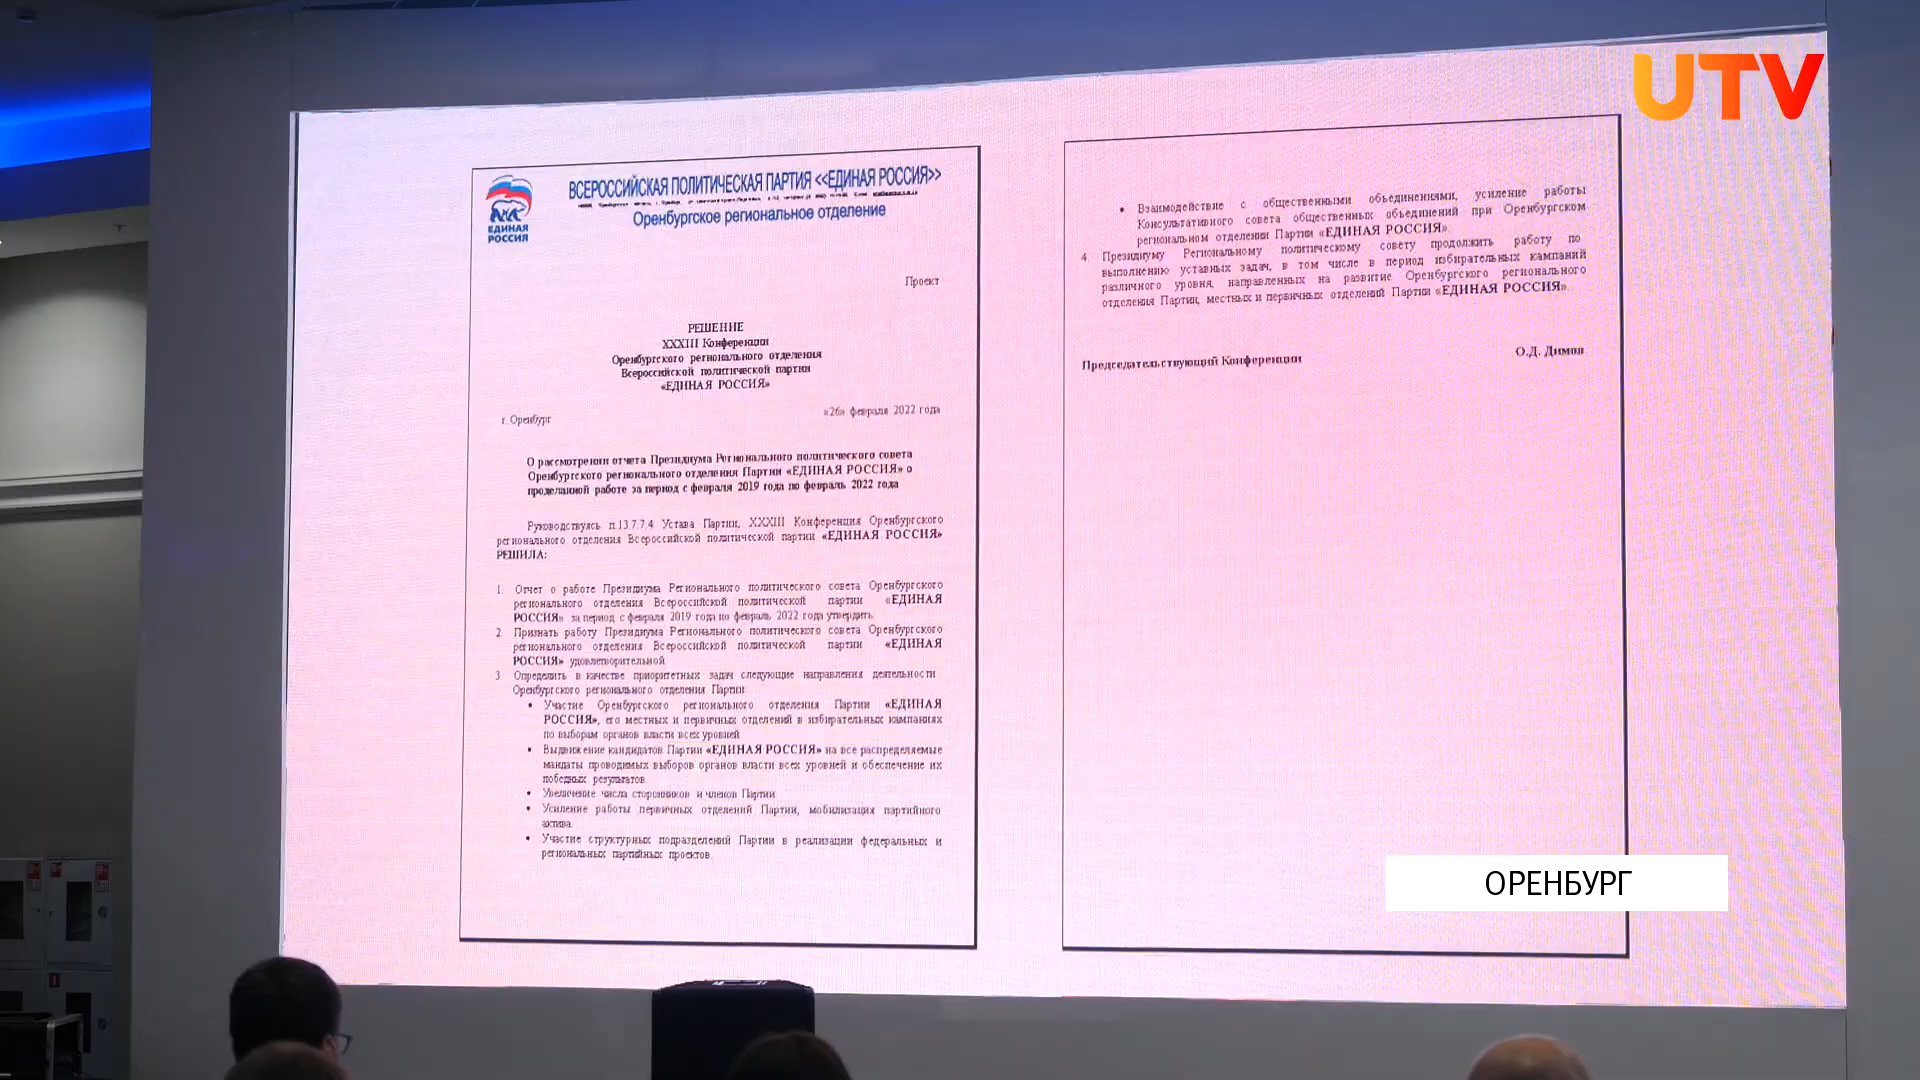 UTV
ЕДИНАЯ
РОССИЯ
ВСЕРОССИЙСКАЯ ПОЛИТИЧЕСКАЯ ПАРТИЯ <<ЕДИНАЯ РОССИЯ>>
Оренбургское региональное отделение
Проект
РЕШЕНИЕ
XXXIII Конференции
Оренбургского регионального отделения
Всероссийской политической партии
«ЕДИНАЯ РОССИЯ»
г. Оренбург
«26» февраля 2022 года
О рассмотрении отчета Президиума Регионального политического совета
Оренбургского регионального отделения Партии «ЕДИНАЯ РОССИЯ» о
проделанной работе за период с февраля 2019 года по февраль 2022 года
Руководствуясь п.13.7.7.4 Устава Партии, XXXIII Конференция Оренбургского
регионального отделения Всероссийской политической партии «ЕДИНАЯ РОССИЯ»
РЕШИЛА:
1. Отчет о работе Президиума Регионального политического совета Оренбургского
регионального отделения Всероссийской политической партии «ЕДИНАЯ
РОССИЯ» за период с февраля 2019 года по февраль 2022 года утвердить.
2. Признать работу Президиума Регионального политического совета Оренбургского
регионального отделения Всероссийской политической партии «ЕДИНАЯ
РОССИЯ» удовлетворительной.
3. Определить в качестве приоритетных задач следующие направления деятельности
Оренбургского регионального отделения Партии:
• Участие Оренбургского регионального отделения Партии «ЕДИНАЯ
РОССИЯ», его местных и первичных отделений в избирательных кампаниях
по выборам органов власти всех уровней.
• Выдвижение кандидатов Партии «ЕДИНАЯ РОССИЯ» на все распределяемые
мандаты проводимых выборов органов власти всех уровней и обеспечение их
победных результатов.
• Увеличение числа сторонников и членов Партии.
• Усиление работы первичных отделений Партии, мобилизация партийного
актива.
• Участие структурных подразделений Партии в реализации федеральных и
региональных партийных проектов.
• Взаимодействие с общественными объединениями, усиление работы
Консультативного совета общественных объединений при Оренбургском
региональном отделении Партии «ЕДИНАЯ РОССИЯ».
4. Президиуму Регионального политическому совету продолжить работу по
выполнению уставных задач, в том числе в период избирательных кампаний
различного уровня, направленных на развитие Оренбургского регионального
отделения Партии, местных и первичных отделений Партии «ЕДИНАЯ РОССИЯ».
Председательствующий Конференции
О.Д. Димов
ОРЕНБУРГ